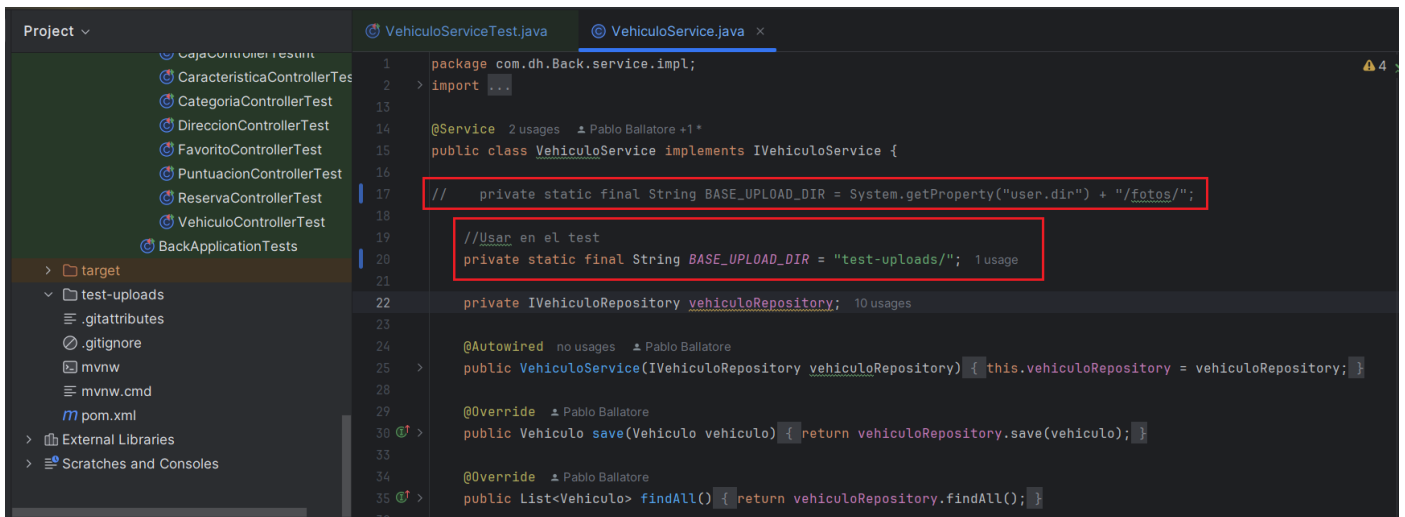 Project
CajaControllerTestInt
CaracteristicaControllerTes
CategoriaControllerTest
DireccionControllerTest
FavoritoControllerTest
PuntuacionControllerTest
ReservaControllerTest
VehiculoControllerTest
BackApplicationTests
target
test-uploads
.gitattributes
.gitignore
mvnw
mvnw.cmd
pom.xml
External Libraries
Scratches and Consoles
VehiculoServiceTest.java
VehiculoService.java ×
4
1 package com.dh.Back.service.impl;
2 > import ...
13
14 @Service 2 usages Pablo Ballatore +1 *
15 public class VehiculoService implements IVehiculoService {
16
17 // private static final String BASE_UPLOAD_DIR = System.getProperty("user.dir") + "/fotos/";
18
19 //Usar en el test
20 private static final String BASE_UPLOAD_DIR = "test-uploads/"; 1 usage
21
22 private IVehiculoRepository vehiculoRepository; 10 usages
23
24 @Autowired no usages Pablo Ballatore
25 > public VehiculoService(IVehiculoRepository vehiculoRepository) { this.vehiculoRepository = vehiculoRepository; }
28
29 @Override Pablo Ballatore
30 > public Vehiculo save(Vehiculo vehiculo) { return vehiculoRepository.save(vehiculo); }
33
34 @Override Pablo Ballatore
35 > public List<Vehiculo> findAll() { return vehiculoRepository.findAll(); }